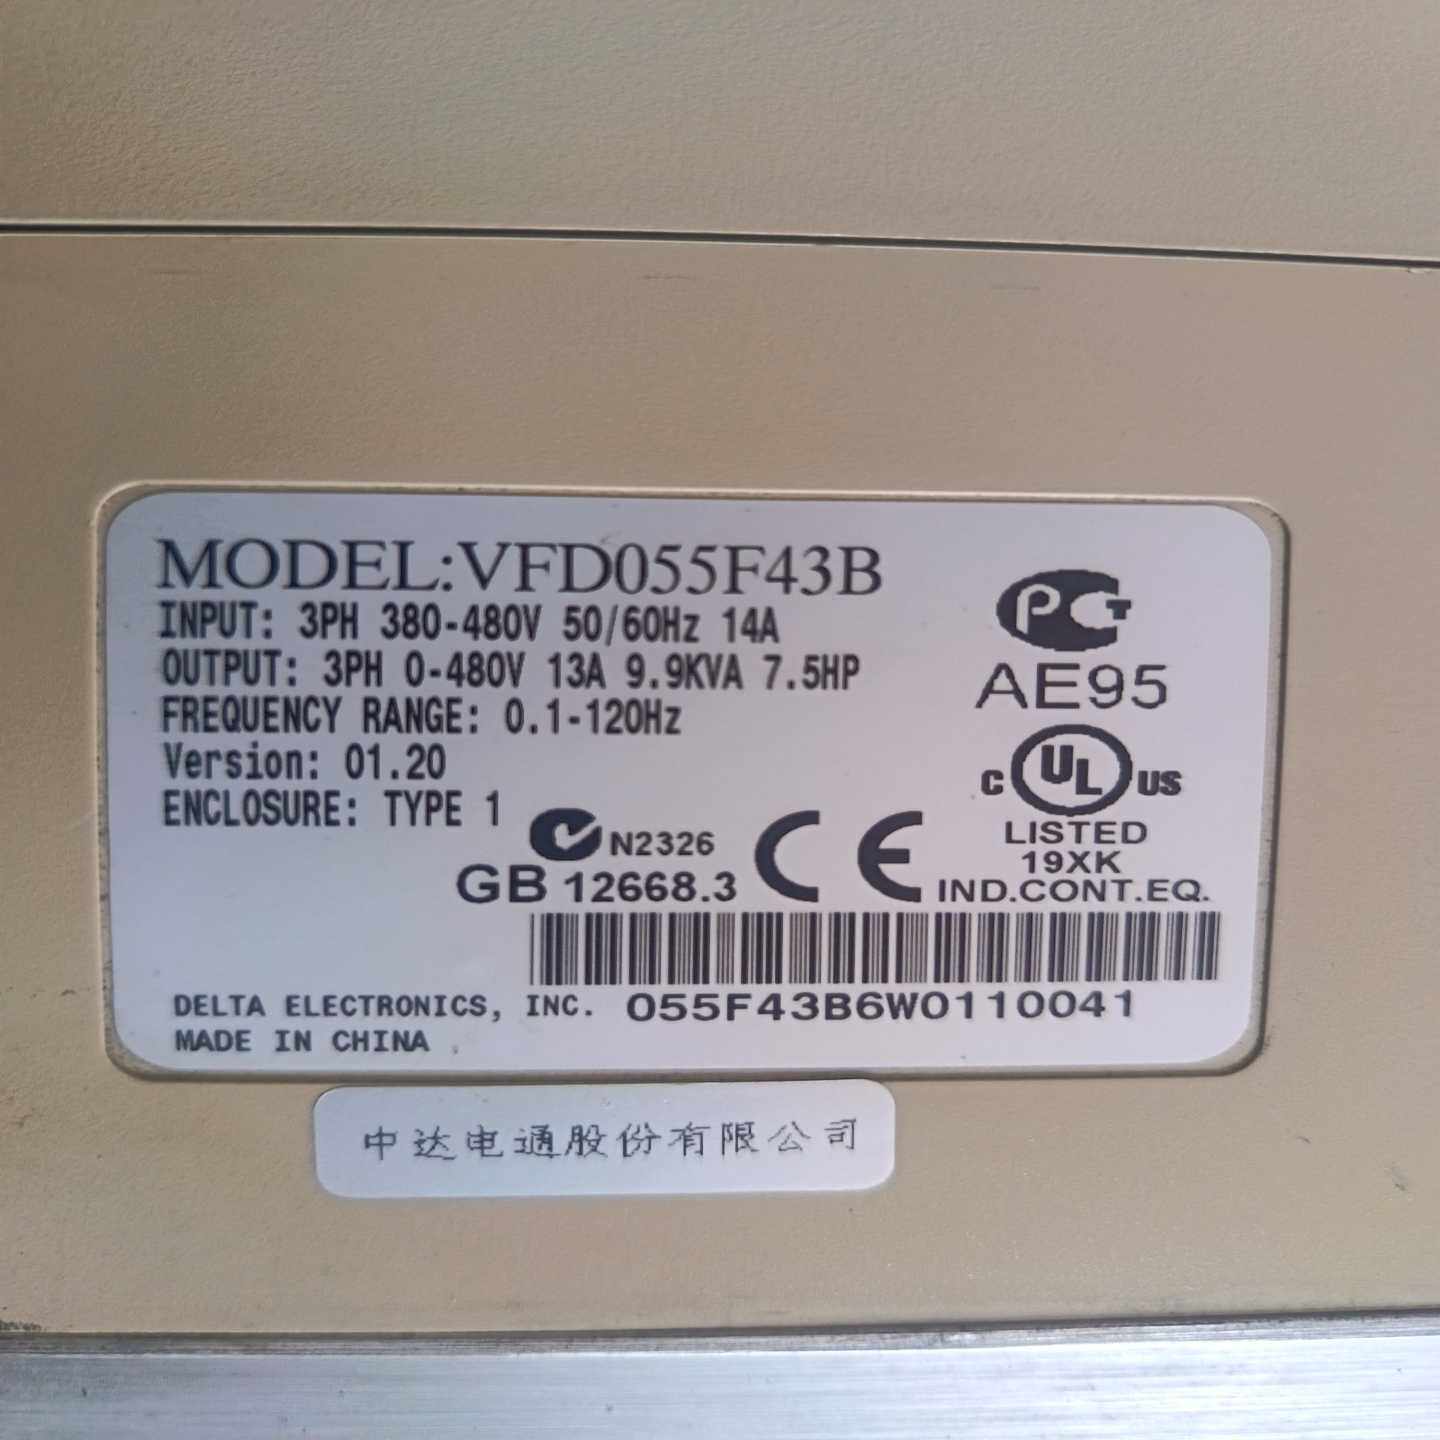 MODEL:VFD055F43B
INPUT: 3PH 380-480V 50/60Hz 14A
OUTPUT: 3PH 0-480V 13A 9.9KVA 7.5HP
FREQUENCY RANGE: 0.1-120Hz
Version: 01.20
ENCLOSURE: TYPE 1
PCT
AE95
C UL US
LISTED
19XK
IND.CONT.EQ.
N2326
CE
GB 12668.3
055F43B6W0110041
DELTA ELECTRONICS, INC.
MADE IN CHINA
中达电通股份有限公司